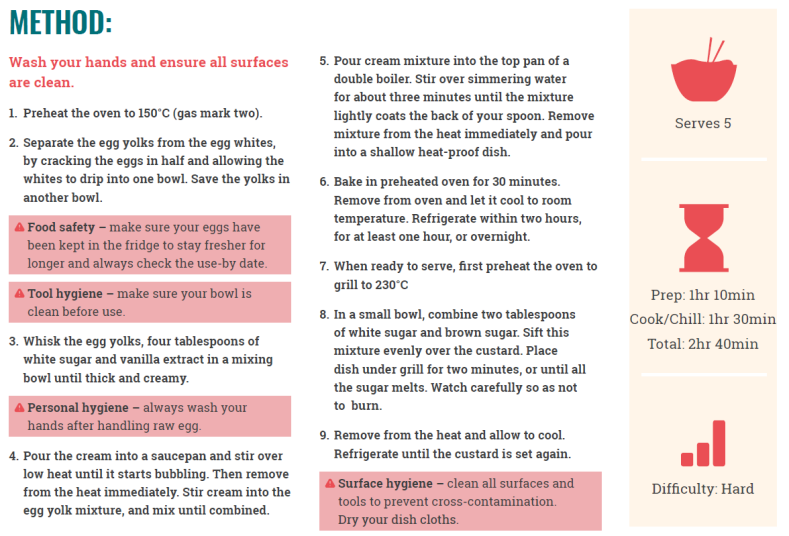 METHOD:
Wash your hands and ensure all surfaces
are clean.
1. Preheat the oven to 150°C (gas mark two).
2. Separate the egg yolks from the egg whites,
by cracking the eggs in half and allowing the
whites to drip into one bowl. Save the yolks in
another bowl.
Food safety – make sure your eggs have
been kept in the fridge to stay fresher for
longer and always check the use-by date.
Tool hygiene – make sure your bowl is
clean before use.
3. Whisk the egg yolks, four tablespoons of
white sugar and vanilla extract in a mixing
bowl until thick and creamy.
Personal hygiene – always wash your
hands after handling raw egg.
4. Pour the cream into a saucepan and stir over
low heat until it starts bubbling. Then remove
from the heat immediately. Stir cream into the
egg yolk mixture, and mix until combined.
5. Pour cream mixture into the top pan of a
double boiler. Stir over simmering water
for about three minutes until the mixture
lightly coats the back of your spoon. Remove
mixture from the heat immediately and pour
into a shallow heat-proof dish.
6. Bake in preheated oven for 30 minutes.
Remove from oven and let it cool to room
temperature. Refrigerate within two hours,
for at least one hour, or overnight.
7. When ready to serve, first preheat the oven to
grill to 230°C
8. In a small bowl, combine two tablespoons
of white sugar and brown sugar. Sift this
mixture evenly over the custard. Place
dish under grill for two minutes, or until all
the sugar melts. Watch carefully so as not
to burn.
9. Remove from the heat and allow to cool.
Refrigerate until the custard is set again.
Surface hygiene – clean all surfaces and
tools to prevent cross-contamination.
Dry your dish cloths.
Serves 5
Prep: 1hr 10min
Cook/Chill: 1hr 30min
Total: 2hr 40min
Difficulty: Hard